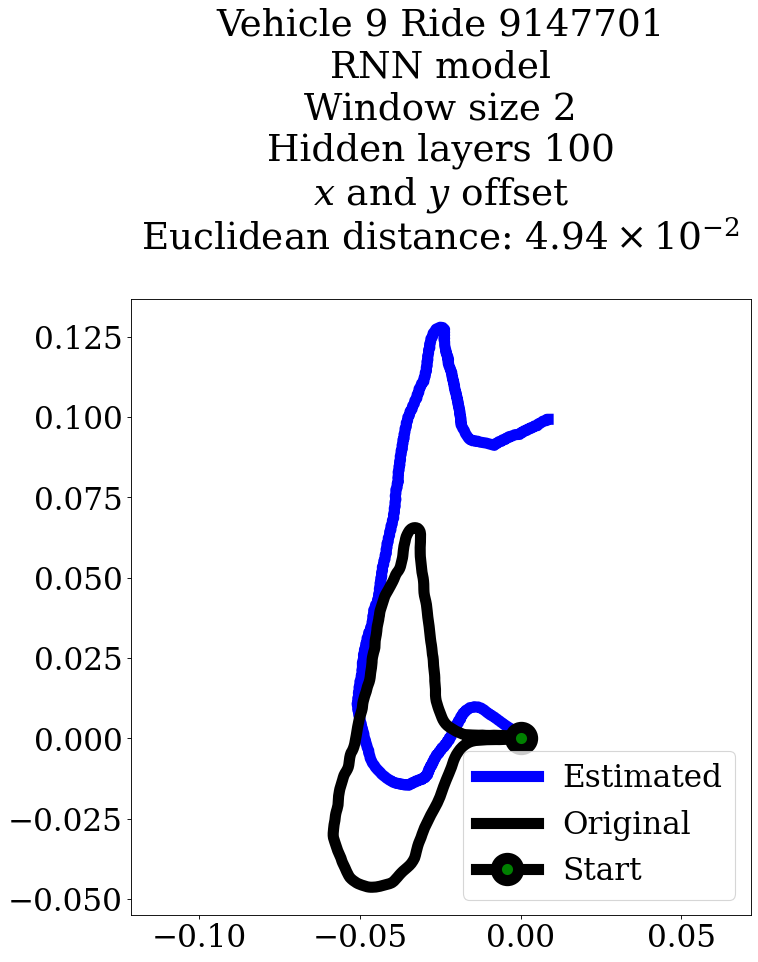 Vehicle 9 Ride 9147701
RNN model
Window size 2
Hidden layers 100
x and y offset
Euclidean distance: 4.94 × 10⁻²
0.125
0.100
0.075
0.050
0.025
0.000
−0.025
−0.050
−0.10
−0.05
0.00
0.05
Estimated
Original
Start